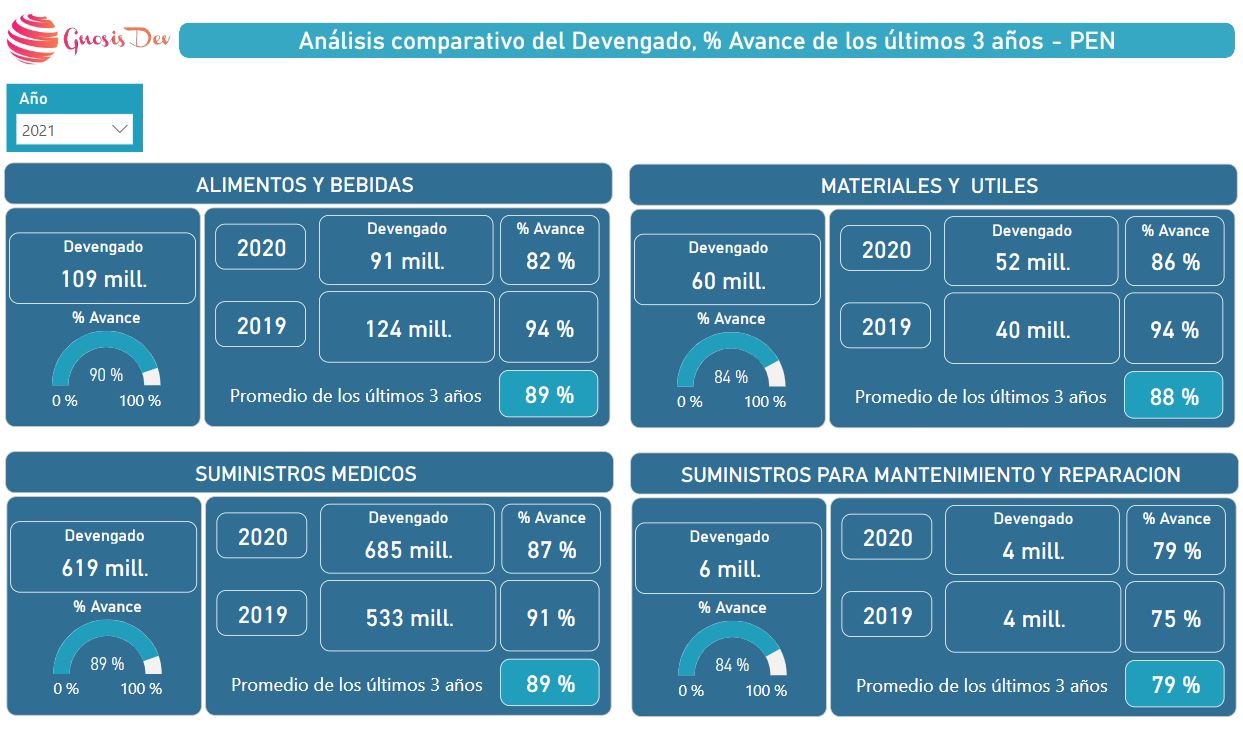 Gnosis Dev
Análisis comparativo del Devengado, % Avance de los últimos 3 años - PEN
Año
2021
ALIMENTOS Y BEBIDAS
Devengado
109 mill.
% Avance
90 %
0 %
100 %
2020
Devengado
91 mill.
% Avance
82 %
2019
124 mill.
94 %
Promedio de los últimos 3 años
89 %
MATERIALES Y  UTILES
Devengado
60 mill.
% Avance
84 %
0 %
100 %
2020
Devengado
52 mill.
% Avance
86 %
2019
40 mill.
94 %
Promedio de los últimos 3 años
88 %
SUMINISTROS MEDICOS
Devengado
619 mill.
% Avance
89 %
0 %
100 %
2020
Devengado
685 mill.
% Avance
87 %
2019
533 mill.
91 %
Promedio de los últimos 3 años
89 %
SUMINISTROS PARA MANTENIMIENTO Y REPARACION
Devengado
6 mill.
% Avance
84 %
0 %
100 %
2020
Devengado
4 mill.
% Avance
79 %
2019
4 mill.
75 %
Promedio de los últimos 3 años
79 %